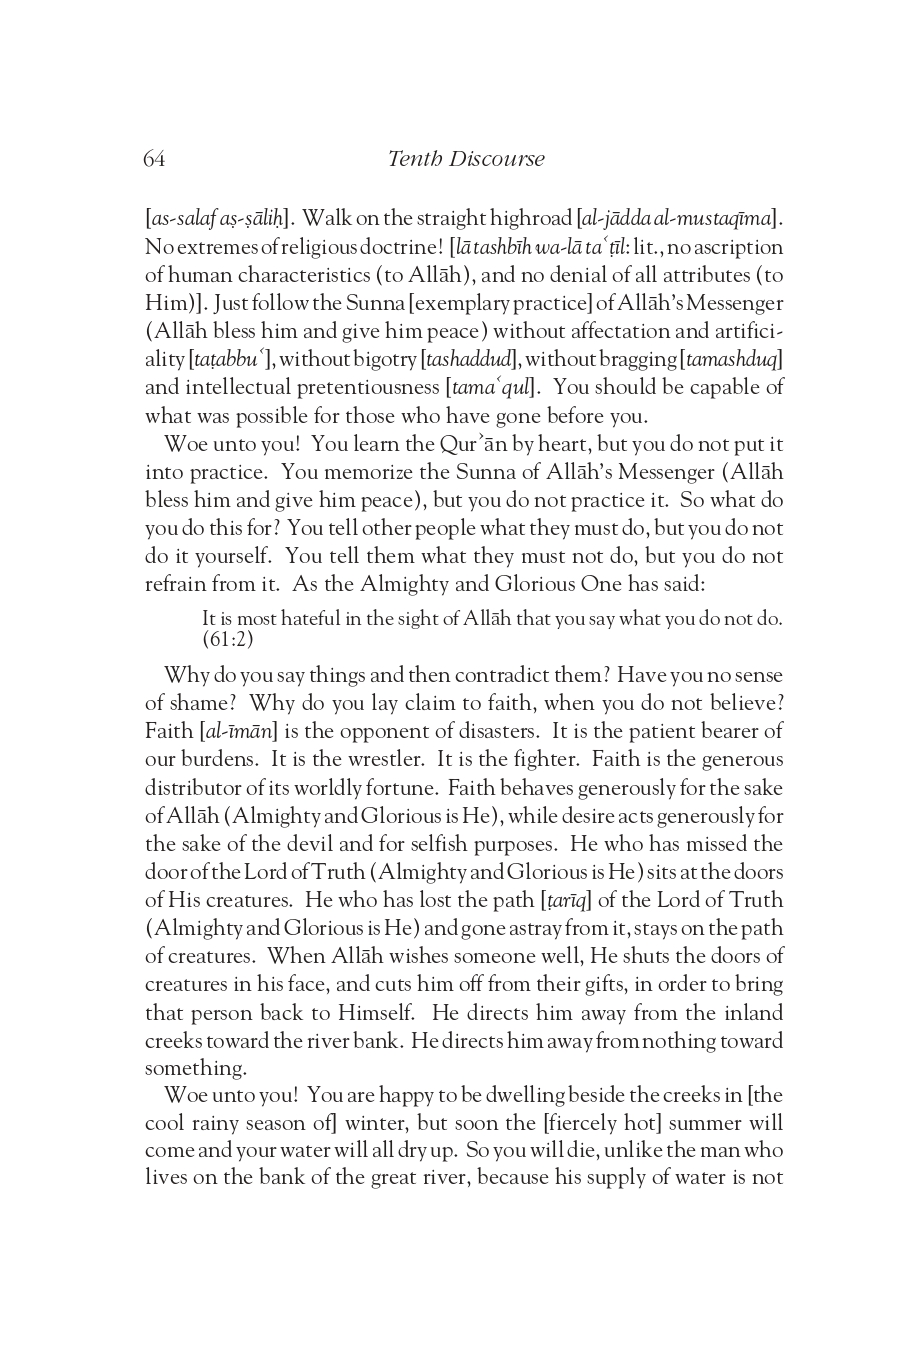 64 Tenth Discourse
[as-salaf aṣ-ṣāliḥ]. Walk on the straight highroad [al-jādda al-mustaqīma].
No extremes of religious doctrine! [lā tashbīh wa-lā taʿṭīl: lit., no ascription
of human characteristics (to Allāh), and no denial of all attributes (to
Him)]. Just follow the Sunna [exemplary practice] of Allāh’s Messenger
(Allāh bless him and give him peace) without affectation and artifici-
ality [taṭabbuʿ], without bigotry [tashaddud], without bragging [tamashduq]
and intellectual pretentiousness [tamaʿqul]. You should be capable of
what was possible for those who have gone before you.
Woe unto you! You learn the Qurʾān by heart, but you do not put it
into practice. You memorize the Sunna of Allāh’s Messenger (Allāh
bless him and give him peace), but you do not practice it. So what do
you do this for? You tell other people what they must do, but you do not
do it yourself. You tell them what they must not do, but you do not
refrain from it. As the Almighty and Glorious One has said:
It is most hateful in the sight of Allāh that you say what you do not do.
(61:2)
Why do you say things and then contradict them? Have you no sense
of shame? Why do you lay claim to faith, when you do not believe?
Faith [al-īmān] is the opponent of disasters. It is the patient bearer of
our burdens. It is the wrestler. It is the fighter. Faith is the generous
distributor of its worldly fortune. Faith behaves generously for the sake
of Allāh (Almighty and Glorious is He), while desire acts generously for
the sake of the devil and for selfish purposes. He who has missed the
door of the Lord of Truth (Almighty and Glorious is He) sits at the doors
of His creatures. He who has lost the path [ṭarīq] of the Lord of Truth
(Almighty and Glorious is He) and gone astray from it, stays on the path
of creatures. When Allāh wishes someone well, He shuts the doors of
creatures in his face, and cuts him off from their gifts, in order to bring
that person back to Himself. He directs him away from the inland
creeks toward the river bank. He directs him away from nothing toward
something.
Woe unto you! You are happy to be dwelling beside the creeks in [the
cool rainy season of] winter, but soon the [fiercely hot] summer will
come and your water will all dry up. So you will die, unlike the man who
lives on the bank of the great river, because his supply of water is not